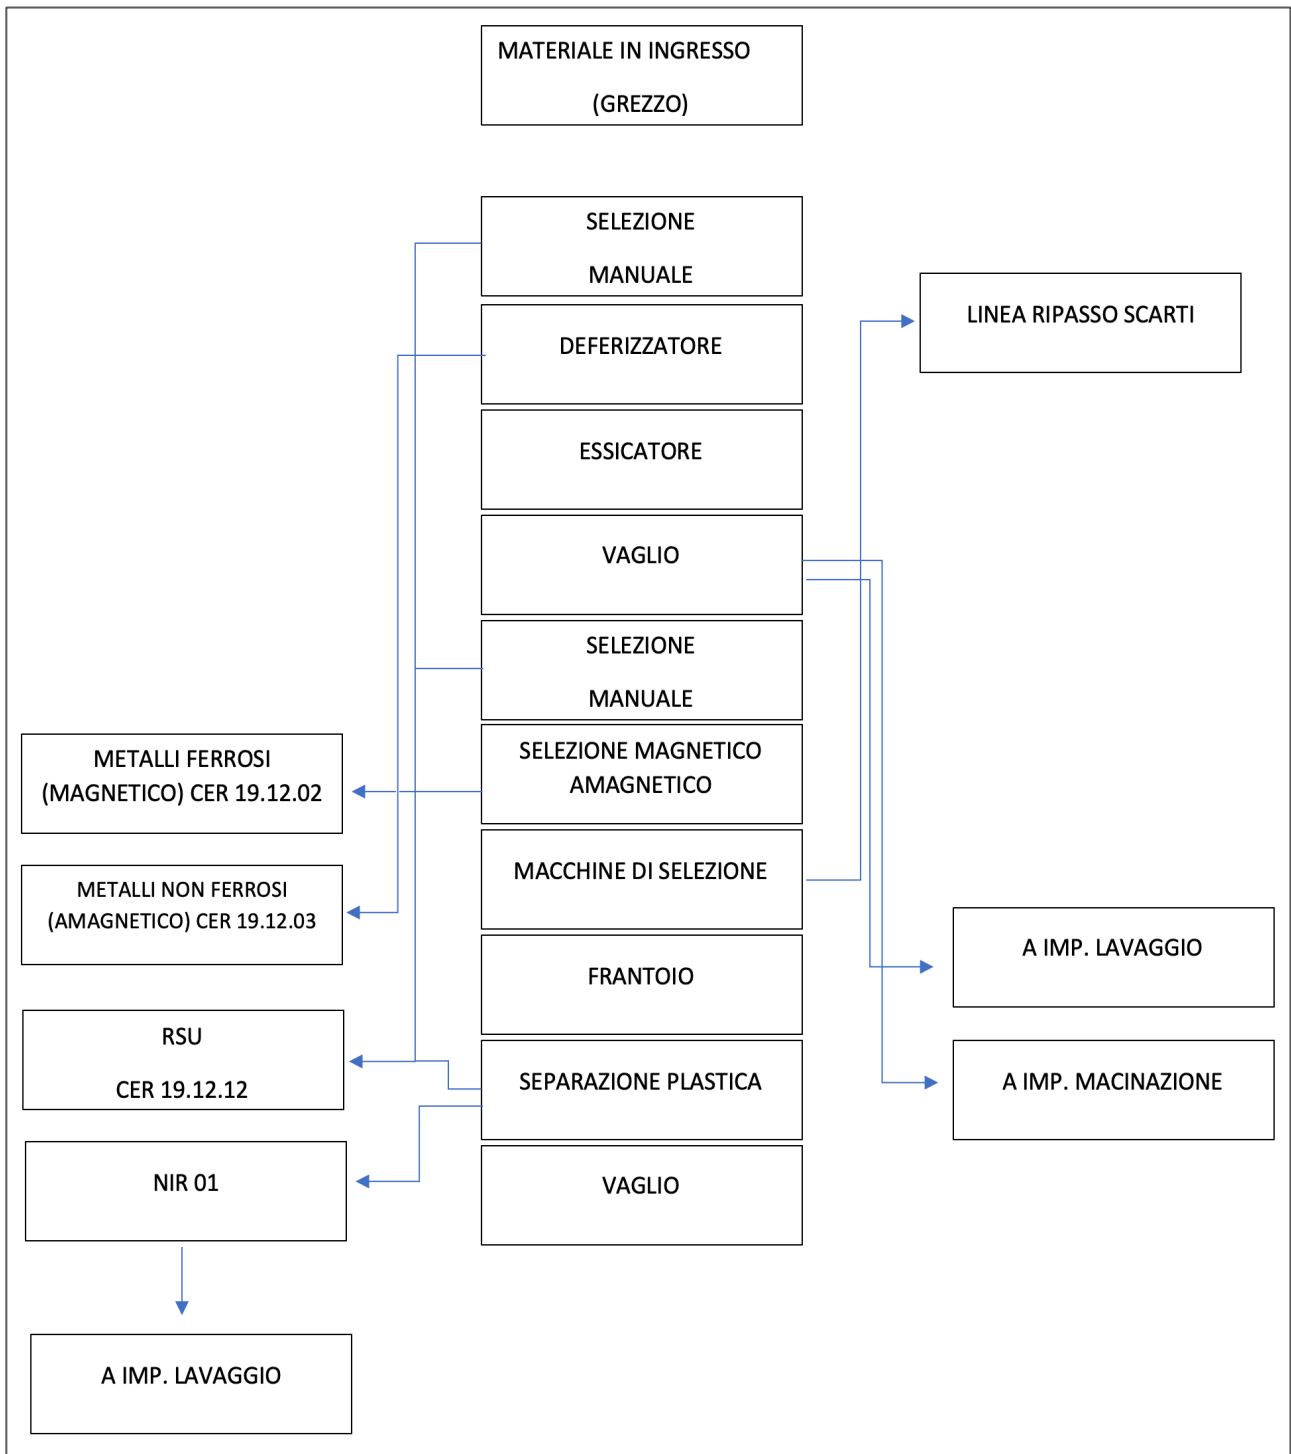 MATERIALE IN INGRESSO
(GREZZO)
SELEZIONE
MANUALE
LINEA RIPASSO SCARTI
DEFERIZZATORE
ESSICATORE
VAGLIO
SELEZIONE
MANUALE
SELEZIONE MAGNETICO
AMAGNETICO
METALLI FERROSI
(MAGNETICO) CER 19.12.02
MACCHINE DI SELEZIONE
METALLI NON FERROSI
(AMAGNETICO) CER 19.12.03
A IMP. LAVAGGIO
FRANTOIO
RSU
CER 19.12.12
SEPARAZIONE PLASTICA
A IMP. MACINAZIONE
NIR 01
VAGLIO
A IMP. LAVAGGIO